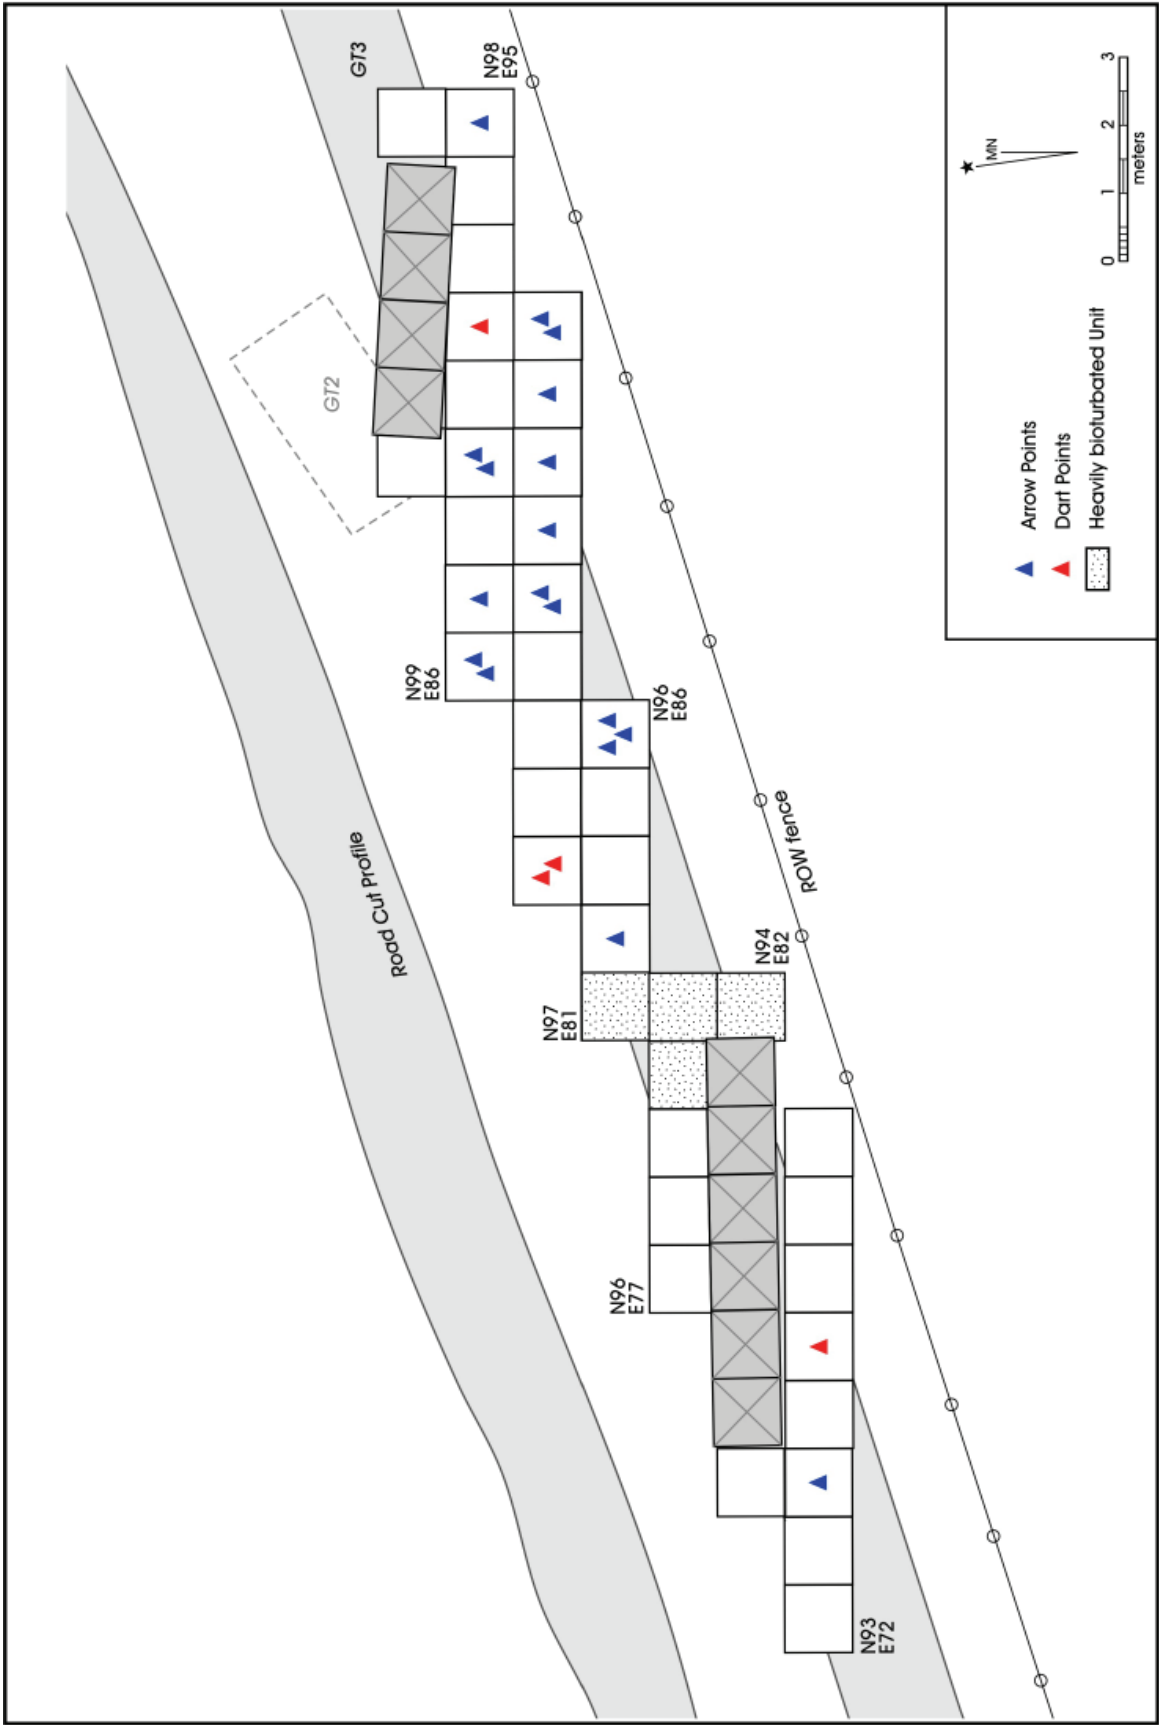 GT3
N98
E95
GT2
N99
E86
N96
E86
Road Cut Profile
ROW fence
N94
E82
N97
E81
N96
E77
N93
E72
MN
0 1 2 3
meters
Arrow Points
Dart Points
Heavily bioturbated Unit